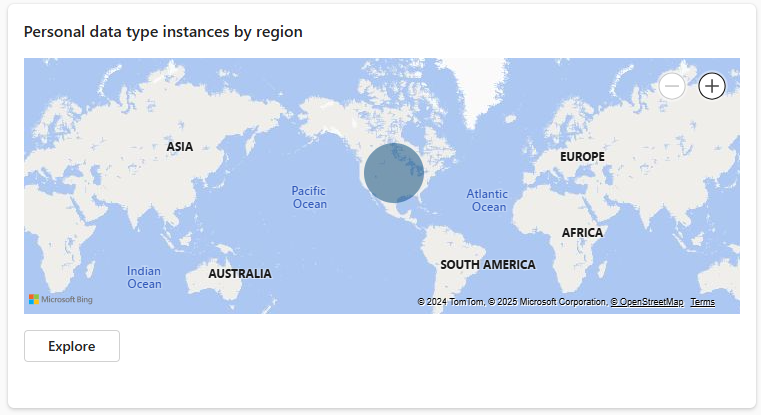 Personal data type instances by region
ASIA
EUROPE
Pacific
Ocean
Atlantic
Ocean
AFRICA
SOUTH AMERICA
Indian
Ocean
AUSTRALIA
Microsoft Bing
© 2024 TomTom, © 2025 Microsoft Corporation, © OpenStreetMap Terms
Explore